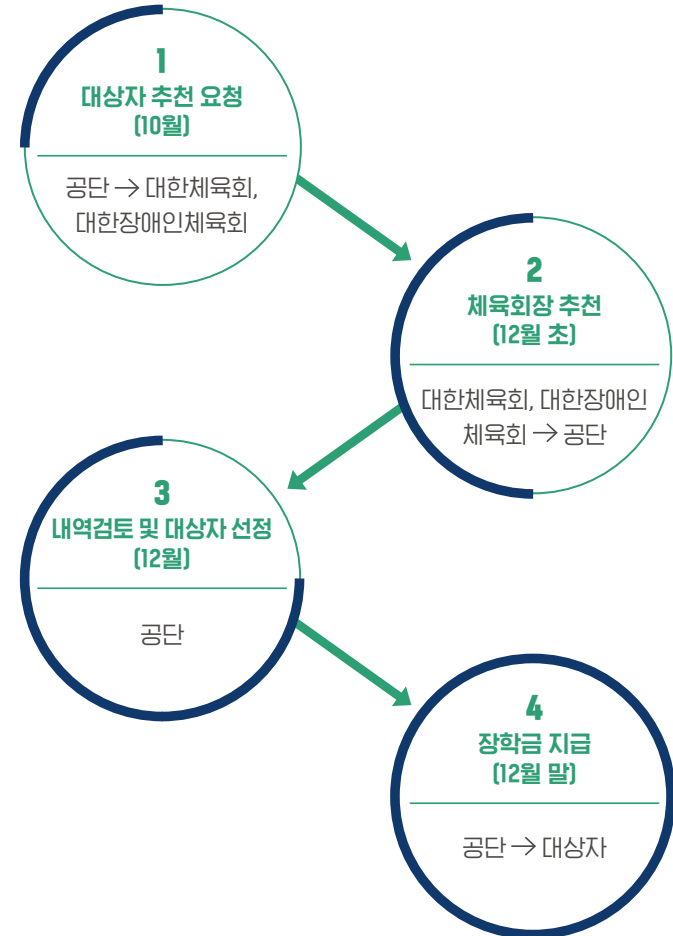 1
대상자 추천 요청
(10월)
공단 → 대한체육회,
대한장애인체육회
2
체육회장 추천
(12월 초)
대한체육회, 대한장애인
체육회 → 공단
3
내역검토 및 대상자 선정
(12월)
공단
4
장학금 지급
(12월 말)
공단 → 대상자